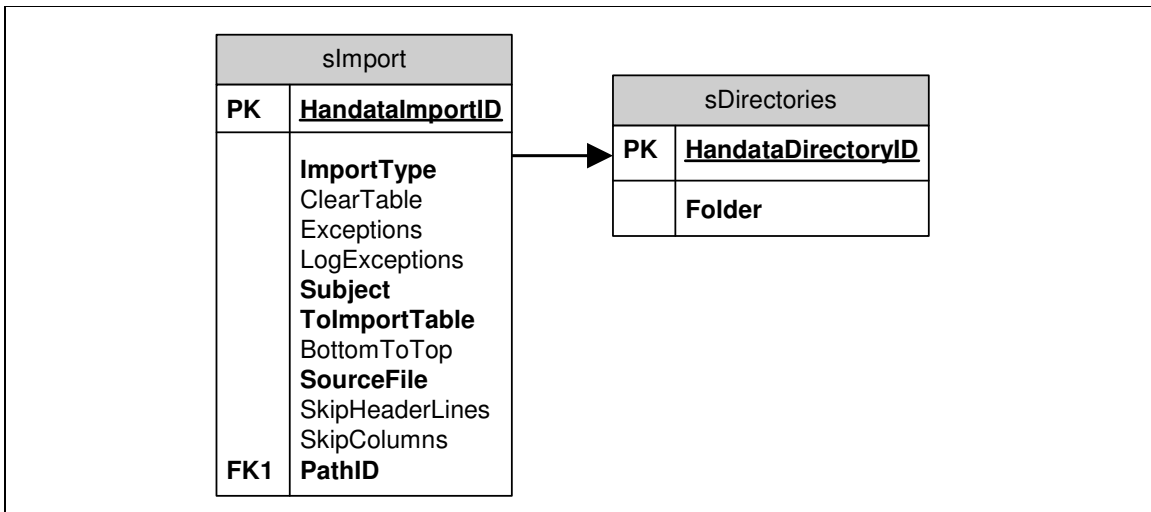 sImport
PK HandataImportID
ImportType
ClearTable
Exceptions
LogExceptions
Subject
ToImportTable
BottomToTop
SourceFile
SkipHeaderLines
SkipColumns
FK1 PathID
sDirectories
PK HandataDirectoryID
Folder